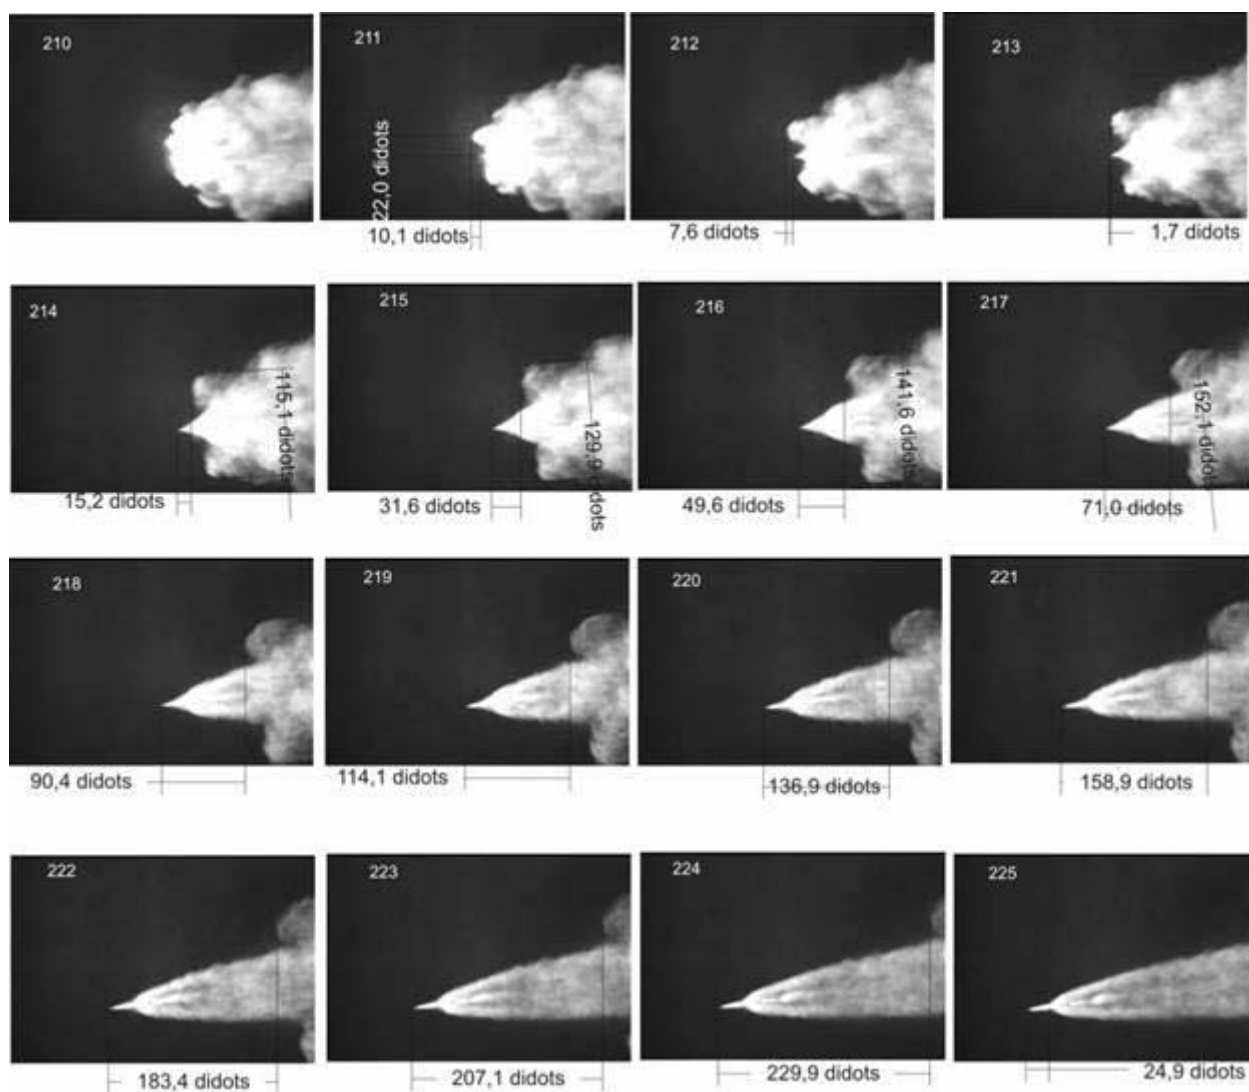 210
211
212
213
22,0 didots
10,1 didots
7,6 didots
1,7 didots
214
215
216
217
115,1 didots
129,9 didots
141,6 didots
152,1 didots
15,2 didots
31,6 didots
49,6 didots
71,0 didots
218
219
220
221
90,4 didots
114,1 didots
136,9 didots
158,9 didots
222
223
224
225
183,4 didots
207,1 didots
229,9 didots
24,9 didots